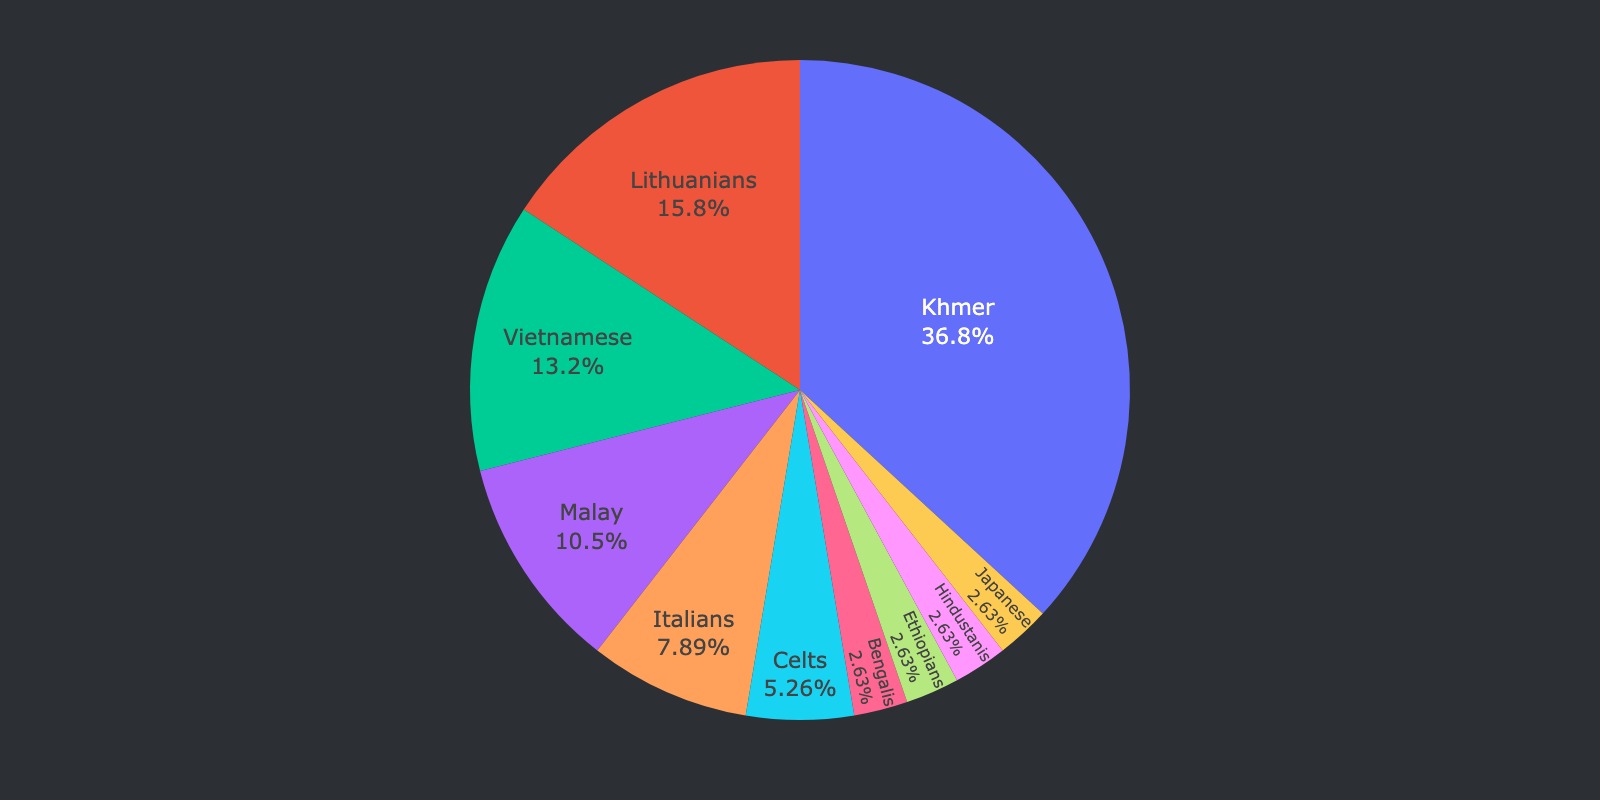 Lithuanians
15.8%
Khmer
36.8%
Vietnamese
13.2%
Malay
10.5%
Italians
7.89%
Celts
5.26%
Bengalis
2.63%
Ethiopians
2.63%
Hindustanis
2.63%
Japanese
2.63%